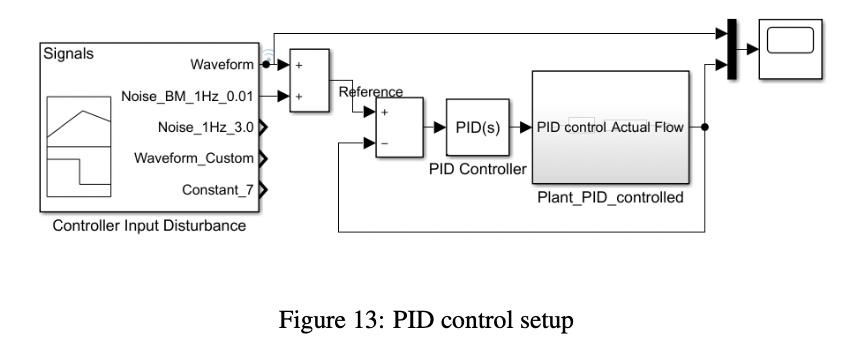 Signals
Waveform
+
Noise_BM_1Hz_0.01
+
Reference
Noise_1Hz_3.0
+
PID(s)
PID control Actual Flow
Waveform_Custom
−
PID Controller
Constant_7
Plant_PID_controlled
Controller Input Disturbance
Figure 13: PID control setup